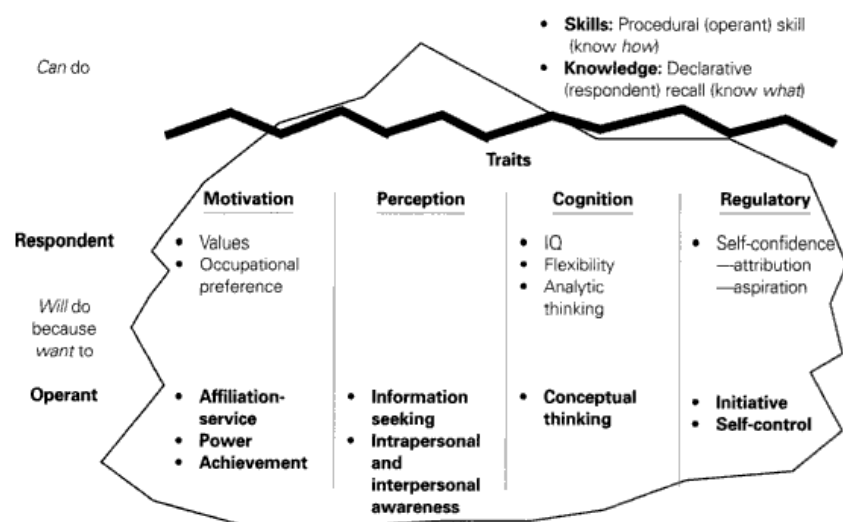 • Skills: Procedural (operant) skill
(know how)
Can do
• Knowledge: Declarative
(respondent) recall (know what)
Traits
Motivation
Perception
Cognition
Regulatory
Respondent
• Values
• Occupational
preference
• IQ
• Flexibility
• Analytic
thinking
• Self-confidence
—attribution
—aspiration
Will do
because
want to
Operant
• Affiliation-
service
• Power
• Achievement
• Information
seeking
• Intrapersonal
and
interpersonal
awareness
• Conceptual
thinking
• Initiative
• Self-control